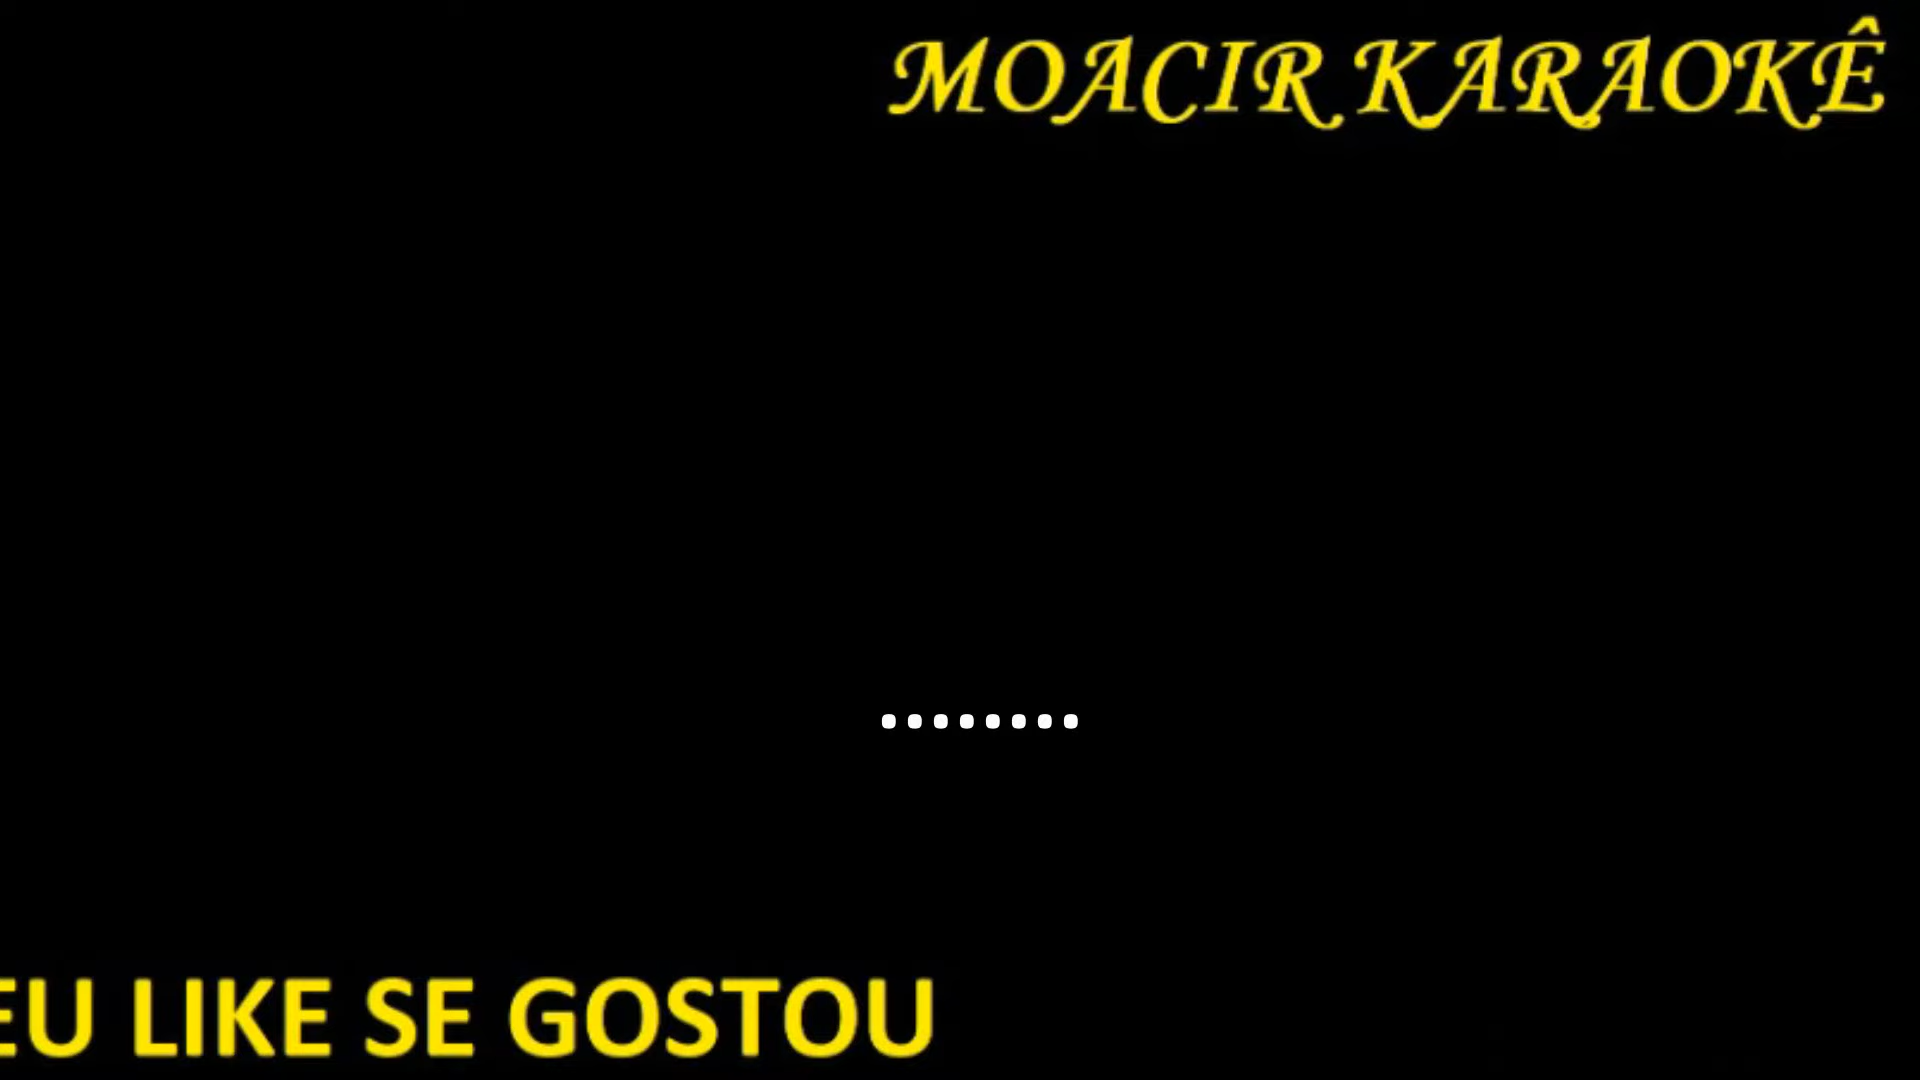 MOACIR KARAOKÊ
........
EU LIKE SE GOSTOU